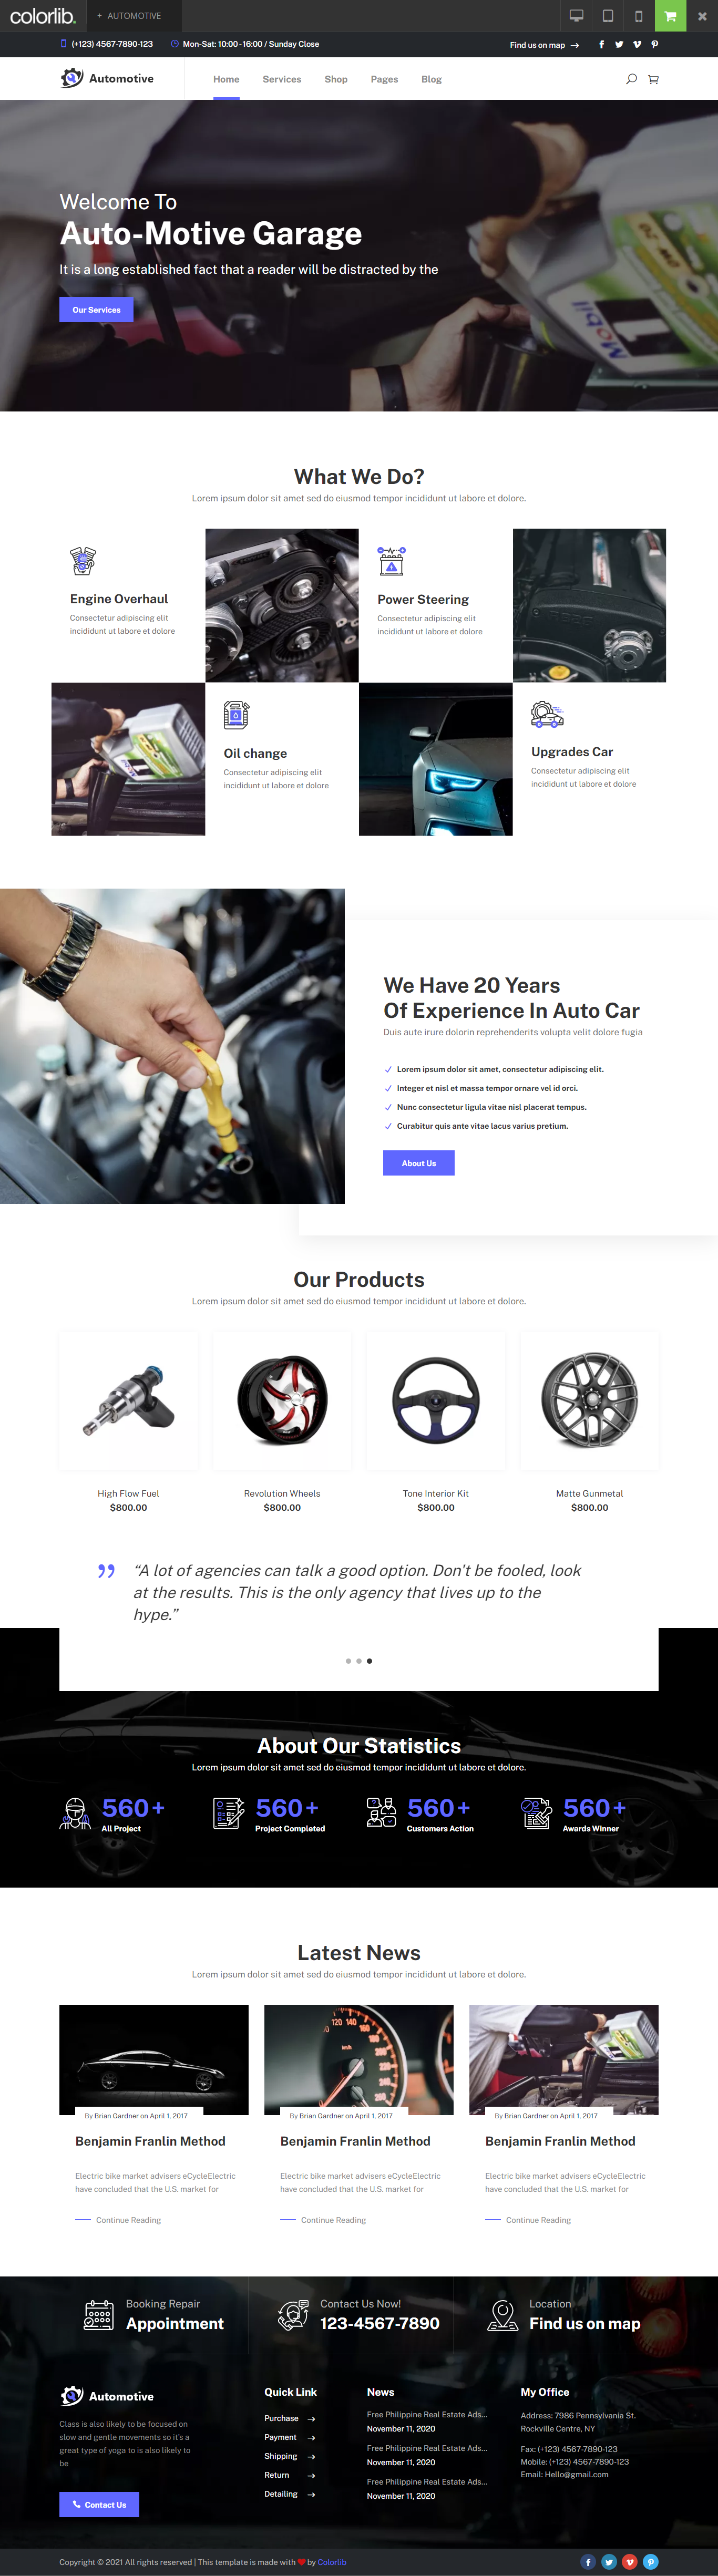 colorlib.
+ AUTOMOTIVE
(+123) 4567-7890-123
Mon-Sat: 10:00 - 16:00 / Sunday Close
Find us on map
Automotive
Home
Services
Shop
Pages
Blog
Welcome To
Auto-Motive Garage
It is a long established fact that a reader will be distracted by the
Our Services
Mobil
What We Do?
Lorem ipsum dolor sit amet sed do eiusmod tempor incididunt ut labore et dolore.
Engine Overhaul
Consectetur adipiscing elit
incididunt ut labore et dolore
Power Steering
Consectetur adipiscing elit
incididunt ut labore et dolore
Oil change
Consectetur adipiscing elit
incididunt ut labore et dolore
Upgrades Car
Consectetur adipiscing elit
incididunt ut labore et dolore
We Have 20 Years
Of Experience In Auto Car
Duis aute irure dolorin reprehenderits volupta velit dolore fugia
Lorem ipsum dolor sit amet, consectetur adipiscing elit.
Integer et nisl et massa tempor ornare vel id orci.
Nunc consectetur ligula vitae nisl placerat tempus.
Curabitur quis ante vitae lacus varius pretium.
About Us
Our Products
Lorem ipsum dolor sit amet sed do eiusmod tempor incididunt ut labore et dolore.
High Flow Fuel
$800.00
Revolution Wheels
$800.00
Tone Interior Kit
$800.00
Matte Gunmetal
$800.00
“A lot of agencies can talk a good option. Don't be fooled, look
at the results. This is the only agency that lives up to the
hype.”
About Our Statistics
Lorem ipsum dolor sit amet sed do eiusmod tempor incididunt ut labore et dolore.
560+
All Project
560+
Project Completed
560+
Customers Action
560+
Awards Winner
Latest News
Lorem ipsum dolor sit amet sed do eiusmod tempor incididunt ut labore et dolore.
120 140 160
By Brian Gardner on April 1, 2017
Benjamin Franlin Method
Electric bike market advisers eCycleElectric
have concluded that the U.S. market for
Continue Reading
By Brian Gardner on April 1, 2017
Benjamin Franlin Method
Electric bike market advisers eCycleElectric
have concluded that the U.S. market for
Continue Reading
By Brian Gardner on April 1, 2017
Benjamin Franlin Method
Electric bike market advisers eCycleElectric
have concluded that the U.S. market for
Continue Reading
Booking Repair
Appointment
Contact Us Now!
123-4567-7890
Location
Find us on map
Automotive
Class is also likely to be focused on
slow and gentle movements so it's a
great type of yoga to is also likely to
be
Contact Us
Quick Link
Purchase
Payment
Shipping
Return
Detailing
News
Free Philippine Real Estate Ads...
November 11, 2020
Free Philippine Real Estate Ads...
November 11, 2020
Free Philippine Real Estate Ads...
November 11, 2020
My Office
Address: 7986 Pennsylvania St.
Rockville Centre, NY
Fax: (+123) 4567-7890-123
Mobile: (+123) 4567-7890-123
Email: Hello@gmail.com
Copyright © 2021 All rights reserved | This template is made with ❤ by Colorlib